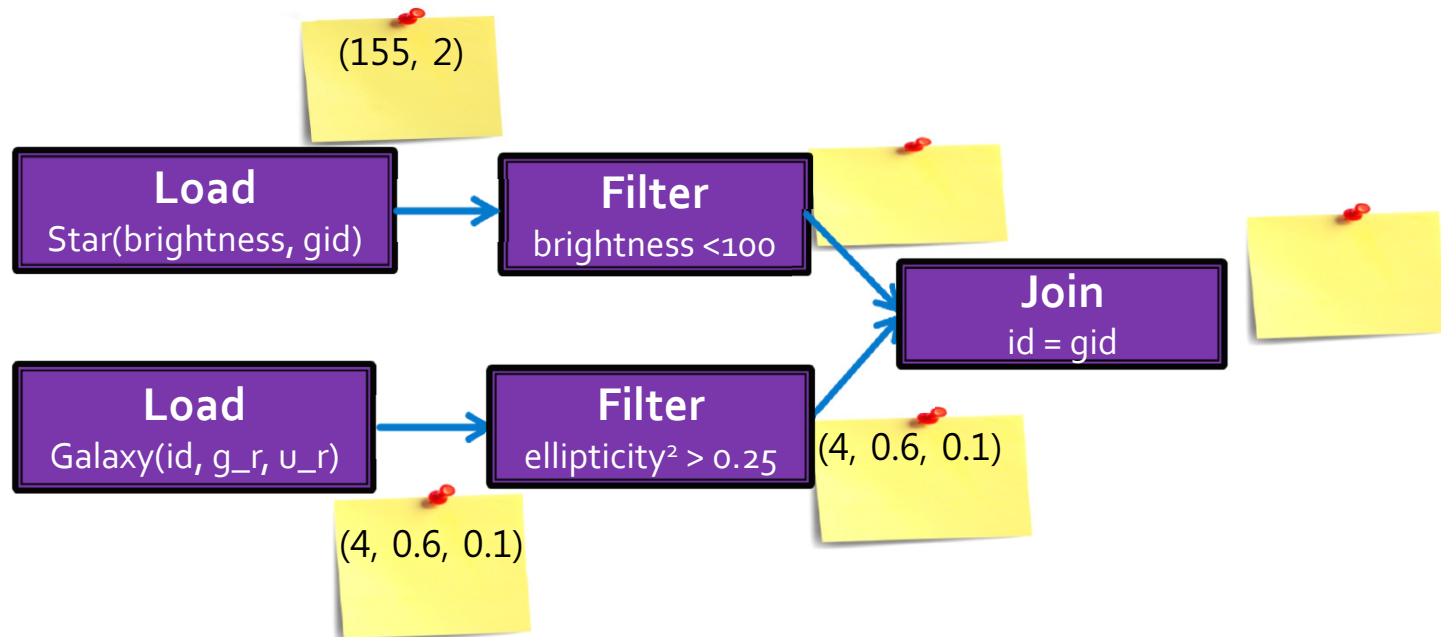 (155, 2)
Load
Star(brightness, gid)
Filter
brightness <100
Join
id = gid
Load
Galaxy(id, g_r, u_r)
Filter
ellipticity² > 0.25
(4, 0.6, 0.1)
(4, 0.6, 0.1)